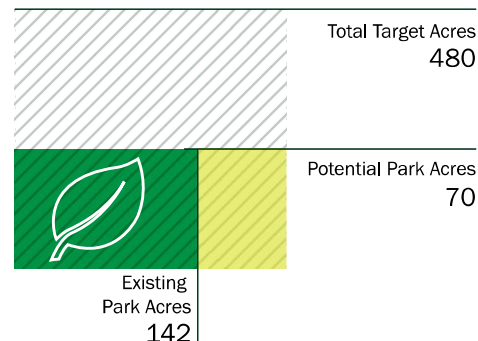 Total Target Acres
480
Potential Park Acres
70
Existing
Park Acres
142